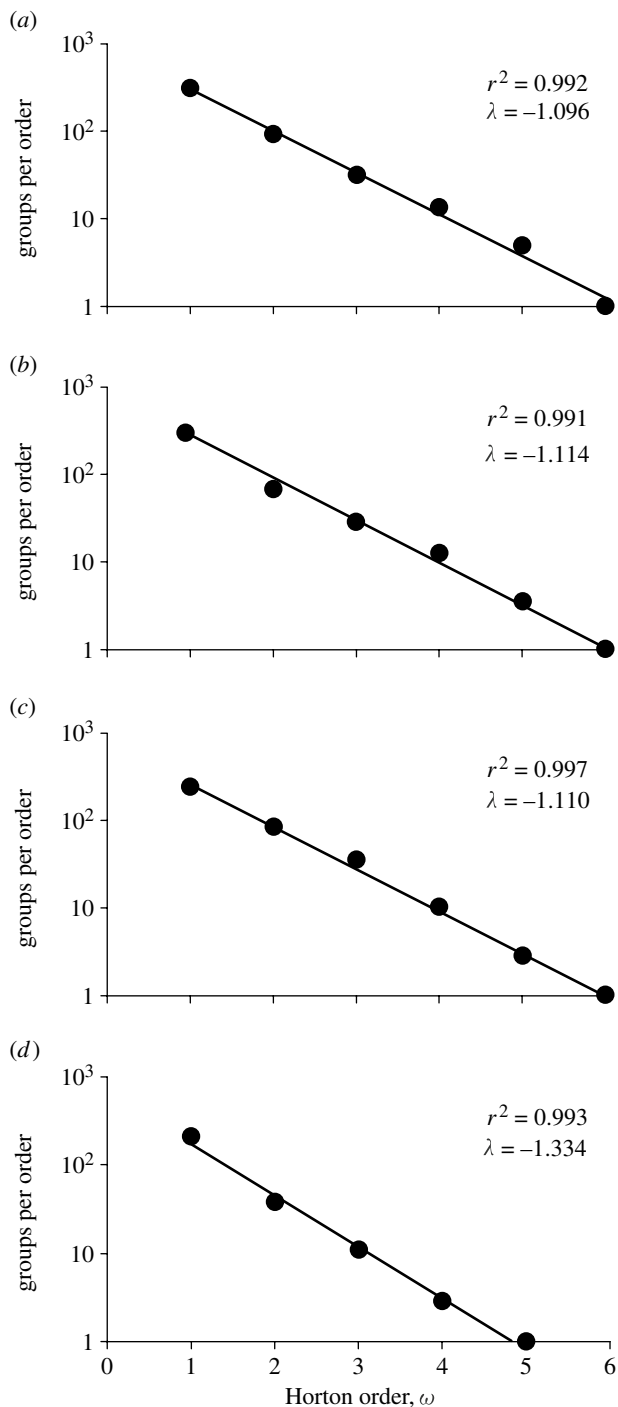 (a)
10³
10²
10
1
groups per order
r² = 0.992
λ = –1.096
(b)
10³
10²
10
1
groups per order
r² = 0.991
λ = –1.114
(c)
10³
10²
10
1
groups per order
r² = 0.997
λ = –1.110
(d)
10³
10²
10
1
groups per order
r² = 0.993
λ = –1.334
0 1 2 3 4 5 6
Horton order, ω